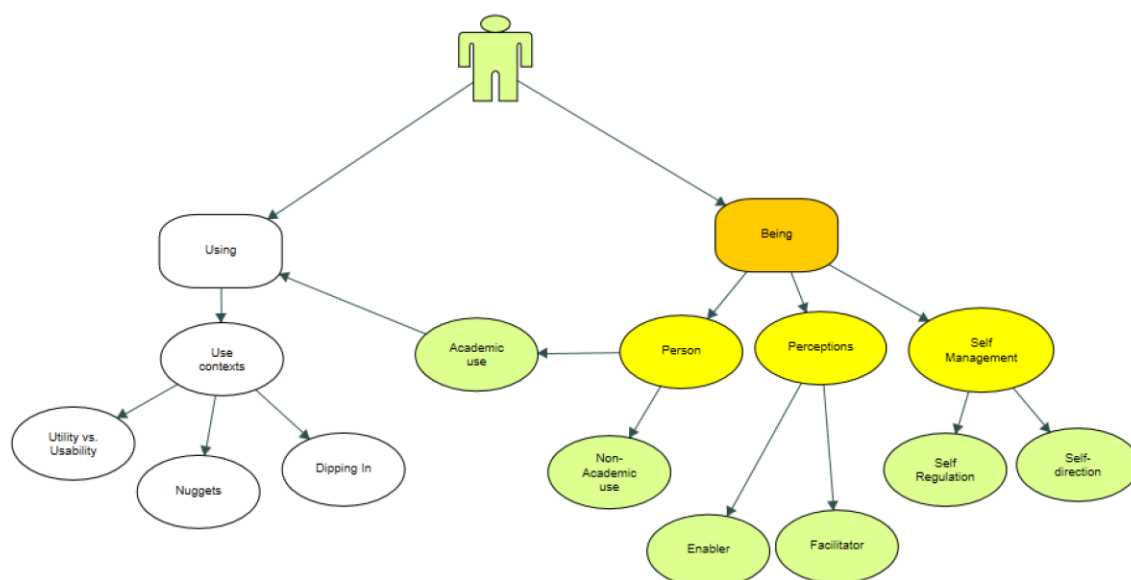 Using
Being
Academic
use
Person
Perceptions
Self
Management
Use
contexts
Utility vs.
Usability
Nuggets
Dipping In
Non-
Academic
use
Self
Regulation
Self-
direction
Enabler
Facilitator